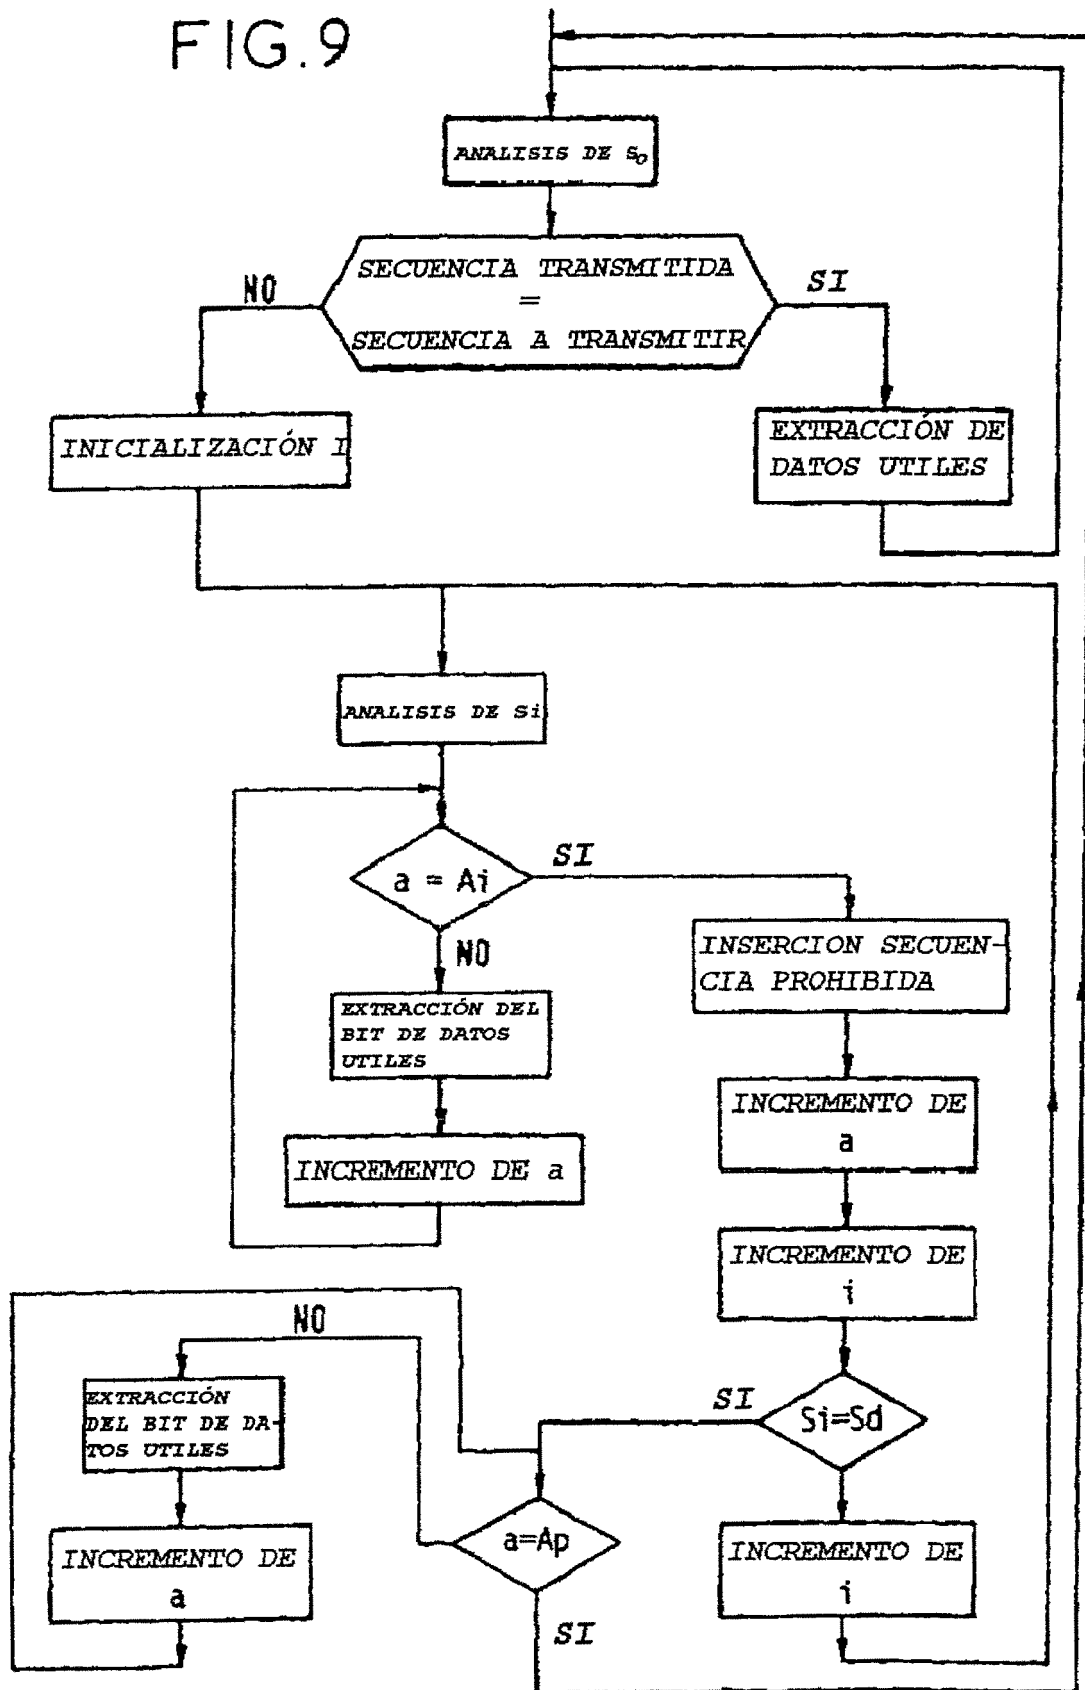 FIG.9
ANALISIS DE S₀
SECUENCIA TRANSMITIDA
=
SECUENCIA A TRANSMITIR
NO
SI
INICIALIZACIÓN I
EXTRACCIÓN DE
DATOS UTILES
ANALISIS DE Si
a = Ai
SI
NO
INSERCION SECUEN-
CIA PROHIBIDA
EXTRACCIÓN DEL
BIT DE DATOS
UTILES
INCREMENTO DE
a
INCREMENTO DE a
INCREMENTO DE
i
NO
EXTRACCIÓN
DEL BIT DE DA-
TOS UTILES
SI
Si=Sd
a=Ap
INCREMENTO DE
a
INCREMENTO DE
i
SI